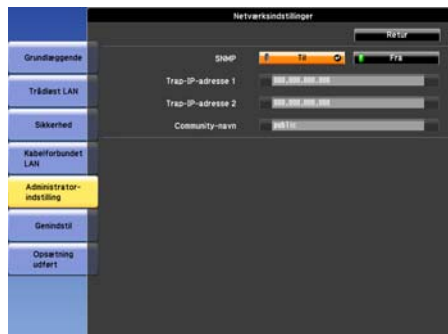 Netværksindstillinger
Retur
Grundlæggende
SNMP
Til
Fra
Trådløst LAN
Trap-IP-adresse 1
Trap-IP-adresse 2
Sikkerhed
Community-navn
public
Kabelforbundet
LAN
Administrator-
indstilling
Genindstil
Opsætning
udført